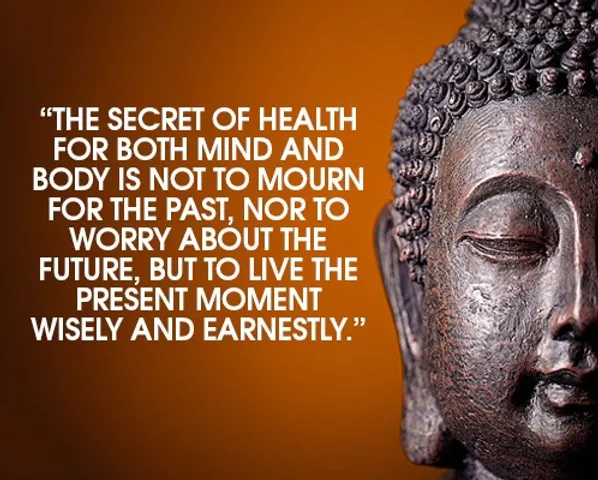 “THE SECRET OF HEALTH
FOR BOTH MIND AND
BODY IS NOT TO MOURN
FOR THE PAST, NOR TO
WORRY ABOUT THE
FUTURE, BUT TO LIVE THE
PRESENT MOMENT
WISELY AND EARNESTLY.”